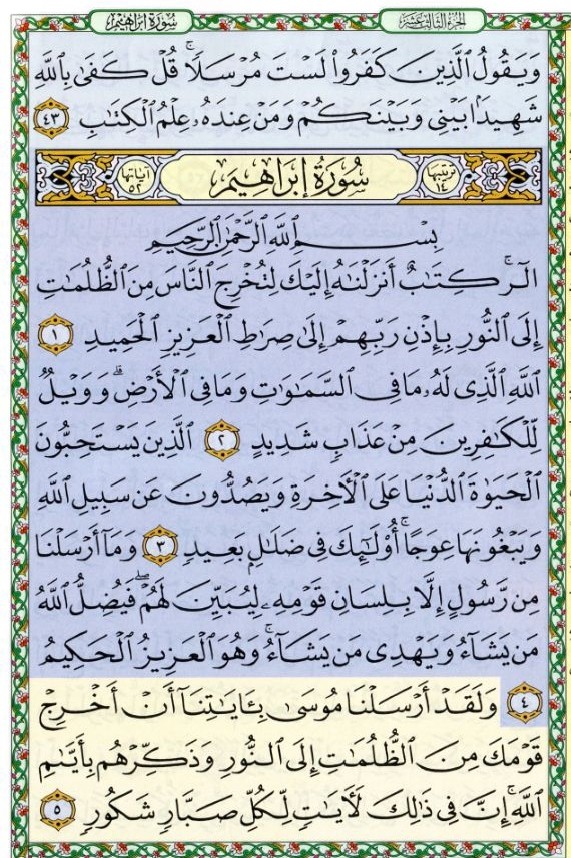 سُورَةُ إِبْرَاهِيمَ
الجزء الثالث عشر
وَيَقُولُ ٱلَّذِينَ كَفَرُوا۟ لَسْتَ مُرْسَلًا ۚ قُلْ كَفَىٰ بِٱللَّهِ
شَهِيدًۢا بَيْنِى وَبَيْنَكُمْ وَمَنْ عِندَهُۥ عِلْمُ ٱلْكِتَـٰبِ ٤٣
ترتيبها ١٤ سُورَةُ إِبْرَاهِيمَ آياتها ٥٢
بِسْمِ ٱللَّهِ ٱلرَّحْمَـٰنِ ٱلرَّحِيمِ
الٓر ۚ كِتَـٰبٌ أَنزَلْنَـٰهُ إِلَيْكَ لِتُخْرِجَ ٱلنَّاسَ مِنَ ٱلظُّلُمَـٰتِ
إِلَى ٱلنُّورِ بِإِذْنِ رَبِّهِمْ إِلَىٰ صِرَٰطِ ٱلْعَزِيزِ ٱلْحَمِيدِ ١
ٱللَّهِ ٱلَّذِى لَهُۥ مَا فِى ٱلسَّمَـٰوَٰتِ وَمَا فِى ٱلْأَرْضِ ۗ وَوَيْلٌ
لِّلْكَـٰفِرِينَ مِنْ عَذَابٍ شَدِيدٍ ٢ ٱلَّذِينَ يَسْتَحِبُّونَ
ٱلْحَيَوٰةَ ٱلدُّنْيَا عَلَى ٱلْـَٔاخِرَةِ وَيَصُدُّونَ عَن سَبِيلِ ٱللَّهِ
وَيَبْغُونَهَا عِوَجًا ۚ أُو۟لَـٰٓئِكَ فِى ضَلَـٰلٍۭ بَعِيدٍ ٣ وَمَآ أَرْسَلْنَا
مِن رَّسُولٍ إِلَّا بِلِسَانِ قَوْمِهِۦ لِيُبَيِّنَ لَهُمْ ۖ فَيُضِلُّ ٱللَّهُ
مَن يَشَآءُ وَيَهْدِى مَن يَشَآءُ ۚ وَهُوَ ٱلْعَزِيزُ ٱلْحَكِيمُ
٤ وَلَقَدْ أَرْسَلْنَا مُوسَىٰ بِـَٔايَـٰتِنَآ أَنْ أَخْرِجْ
قَوْمَكَ مِنَ ٱلظُّلُمَـٰتِ إِلَى ٱلنُّورِ وَذَكِّرْهُم بِأَيَّىٰمِ
ٱللَّهِ ۚ إِنَّ فِى ذَٰلِكَ لَـَٔايَـٰتٍ لِّكُلِّ صَبَّارٍ شَكُورٍ ٥